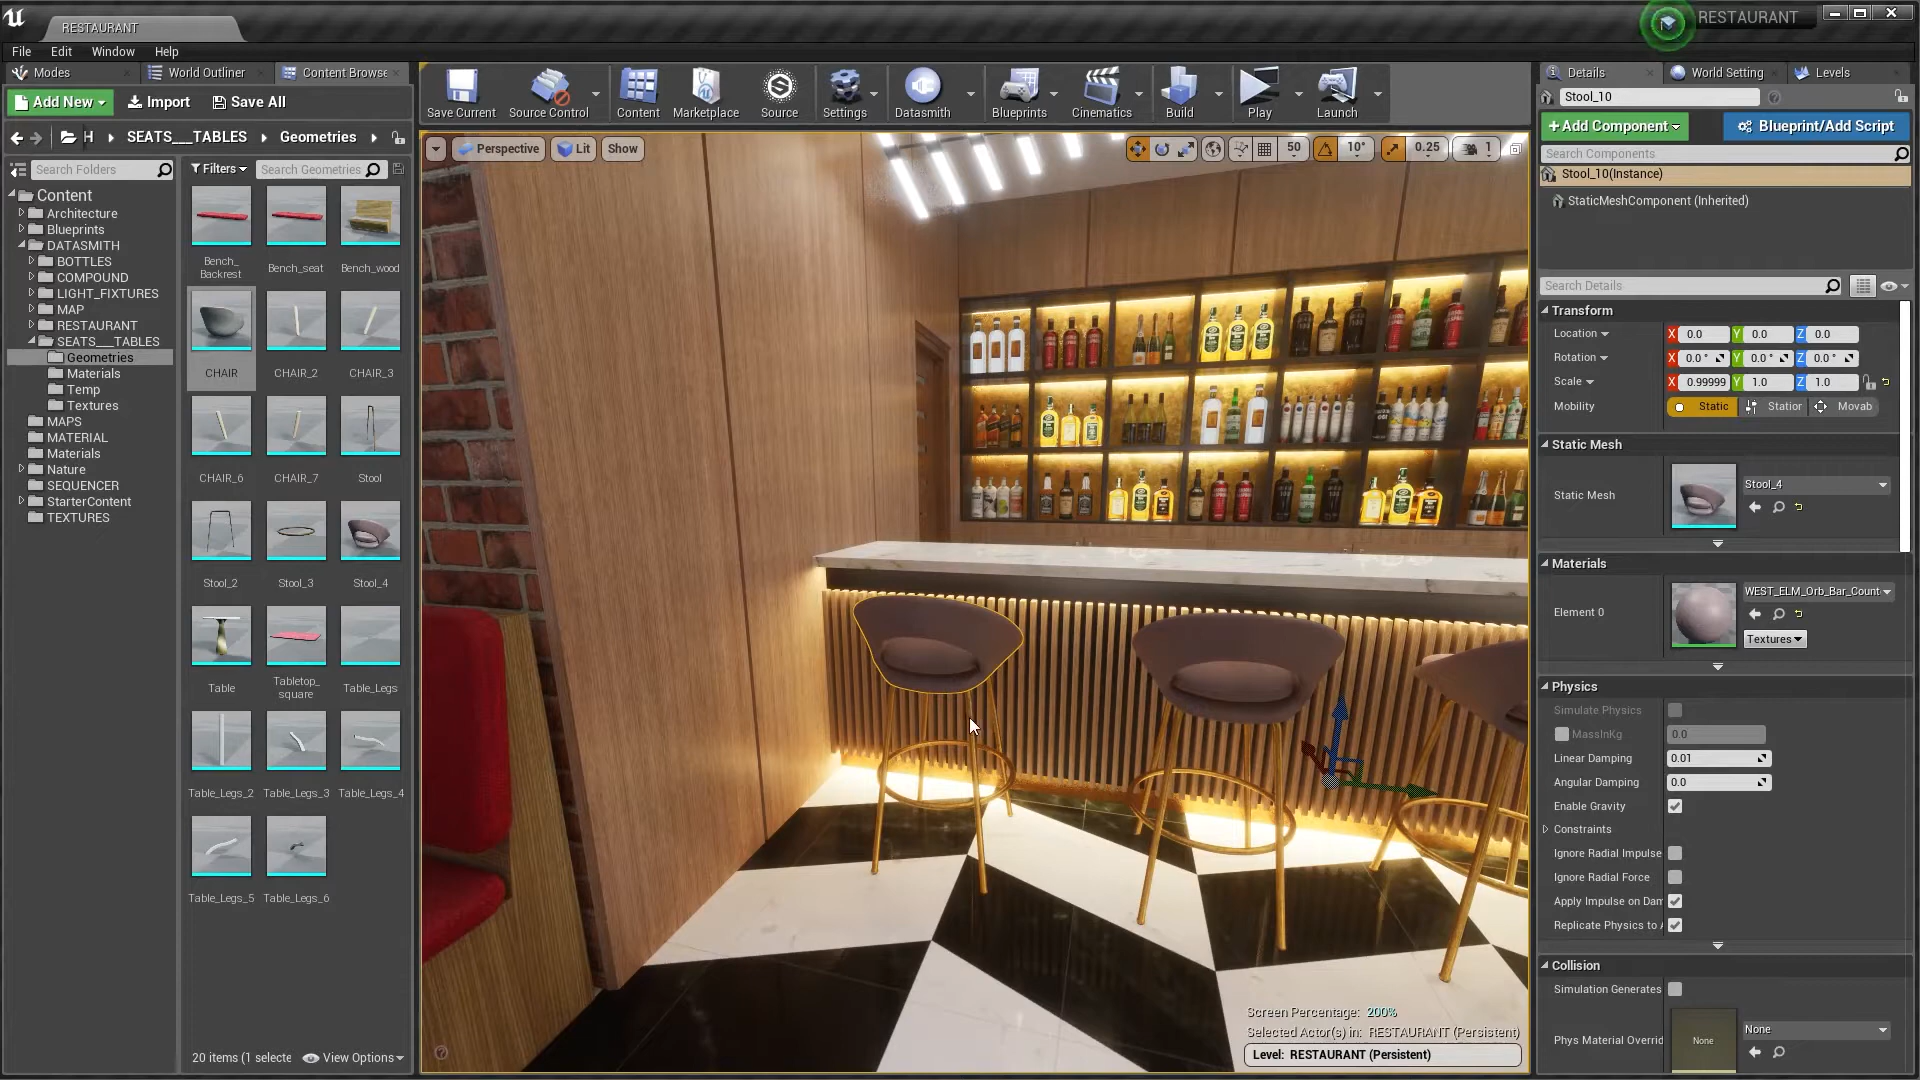 RESTAURANT
RESTAURANT
File Edit Window Help
Modes World Outliner Content Browse
Add New Import Save All
H SEATS___TABLES Geometries
Search Folders
Filters Search Geometries
Content
Architecture
Blueprints
DATASMITH
BOTTLES
COMPOUND
LIGHT_FIXTURES
MAP
RESTAURANT
SEATS___TABLES
Geometries
Materials
Temp
Textures
MAPS
MATERIAL
Materials
Nature
SEQUENCER
StarterContent
TEXTURES
Bench_Backrest Bench_seat Bench_wood
CHAIR CHAIR_2 CHAIR_3
CHAIR_6 CHAIR_7 Stool
Stool_2 Stool_3 Stool_4
Table Tabletop_square Table_Legs
Table_Legs_2 Table_Legs_3 Table_Legs_4
Table_Legs_5 Table_Legs_6
20 items (1 selecte View Options
Save Current Source Control Content Marketplace Source Settings Datasmith Blueprints Cinematics Build Play Launch
Perspective Lit Show
50 10° 0.25 1
Screen Percentage: 200%
Selected Actor(s) in: RESTAURANT (Persistent)
Level: RESTAURANT (Persistent)
Details World Setting Levels
Stool_10
+Add Component Blueprint/Add Script
Search Components
Stool_10(Instance)
StaticMeshComponent (Inherited)
Search Details
Transform
Location X 0.0 Y 0.0 Z 0.0
Rotation X 0.0° Y 0.0° Z 0.0°
Scale X 0.99999 Y 1.0 Z 1.0
Mobility Static Statior Movab
Static Mesh
Static Mesh Stool_4
Materials
Element 0 WEST_ELM_Orb_Bar_Count
Textures
Physics
Simulate Physics
MassInKg 0.0
Linear Damping 0.01
Angular Damping 0.0
Enable Gravity
Constraints
Ignore Radial Impulse
Ignore Radial Force
Apply Impulse on Dam
Replicate Physics to A
Collision
Simulation Generates
Phys Material Overrid None None